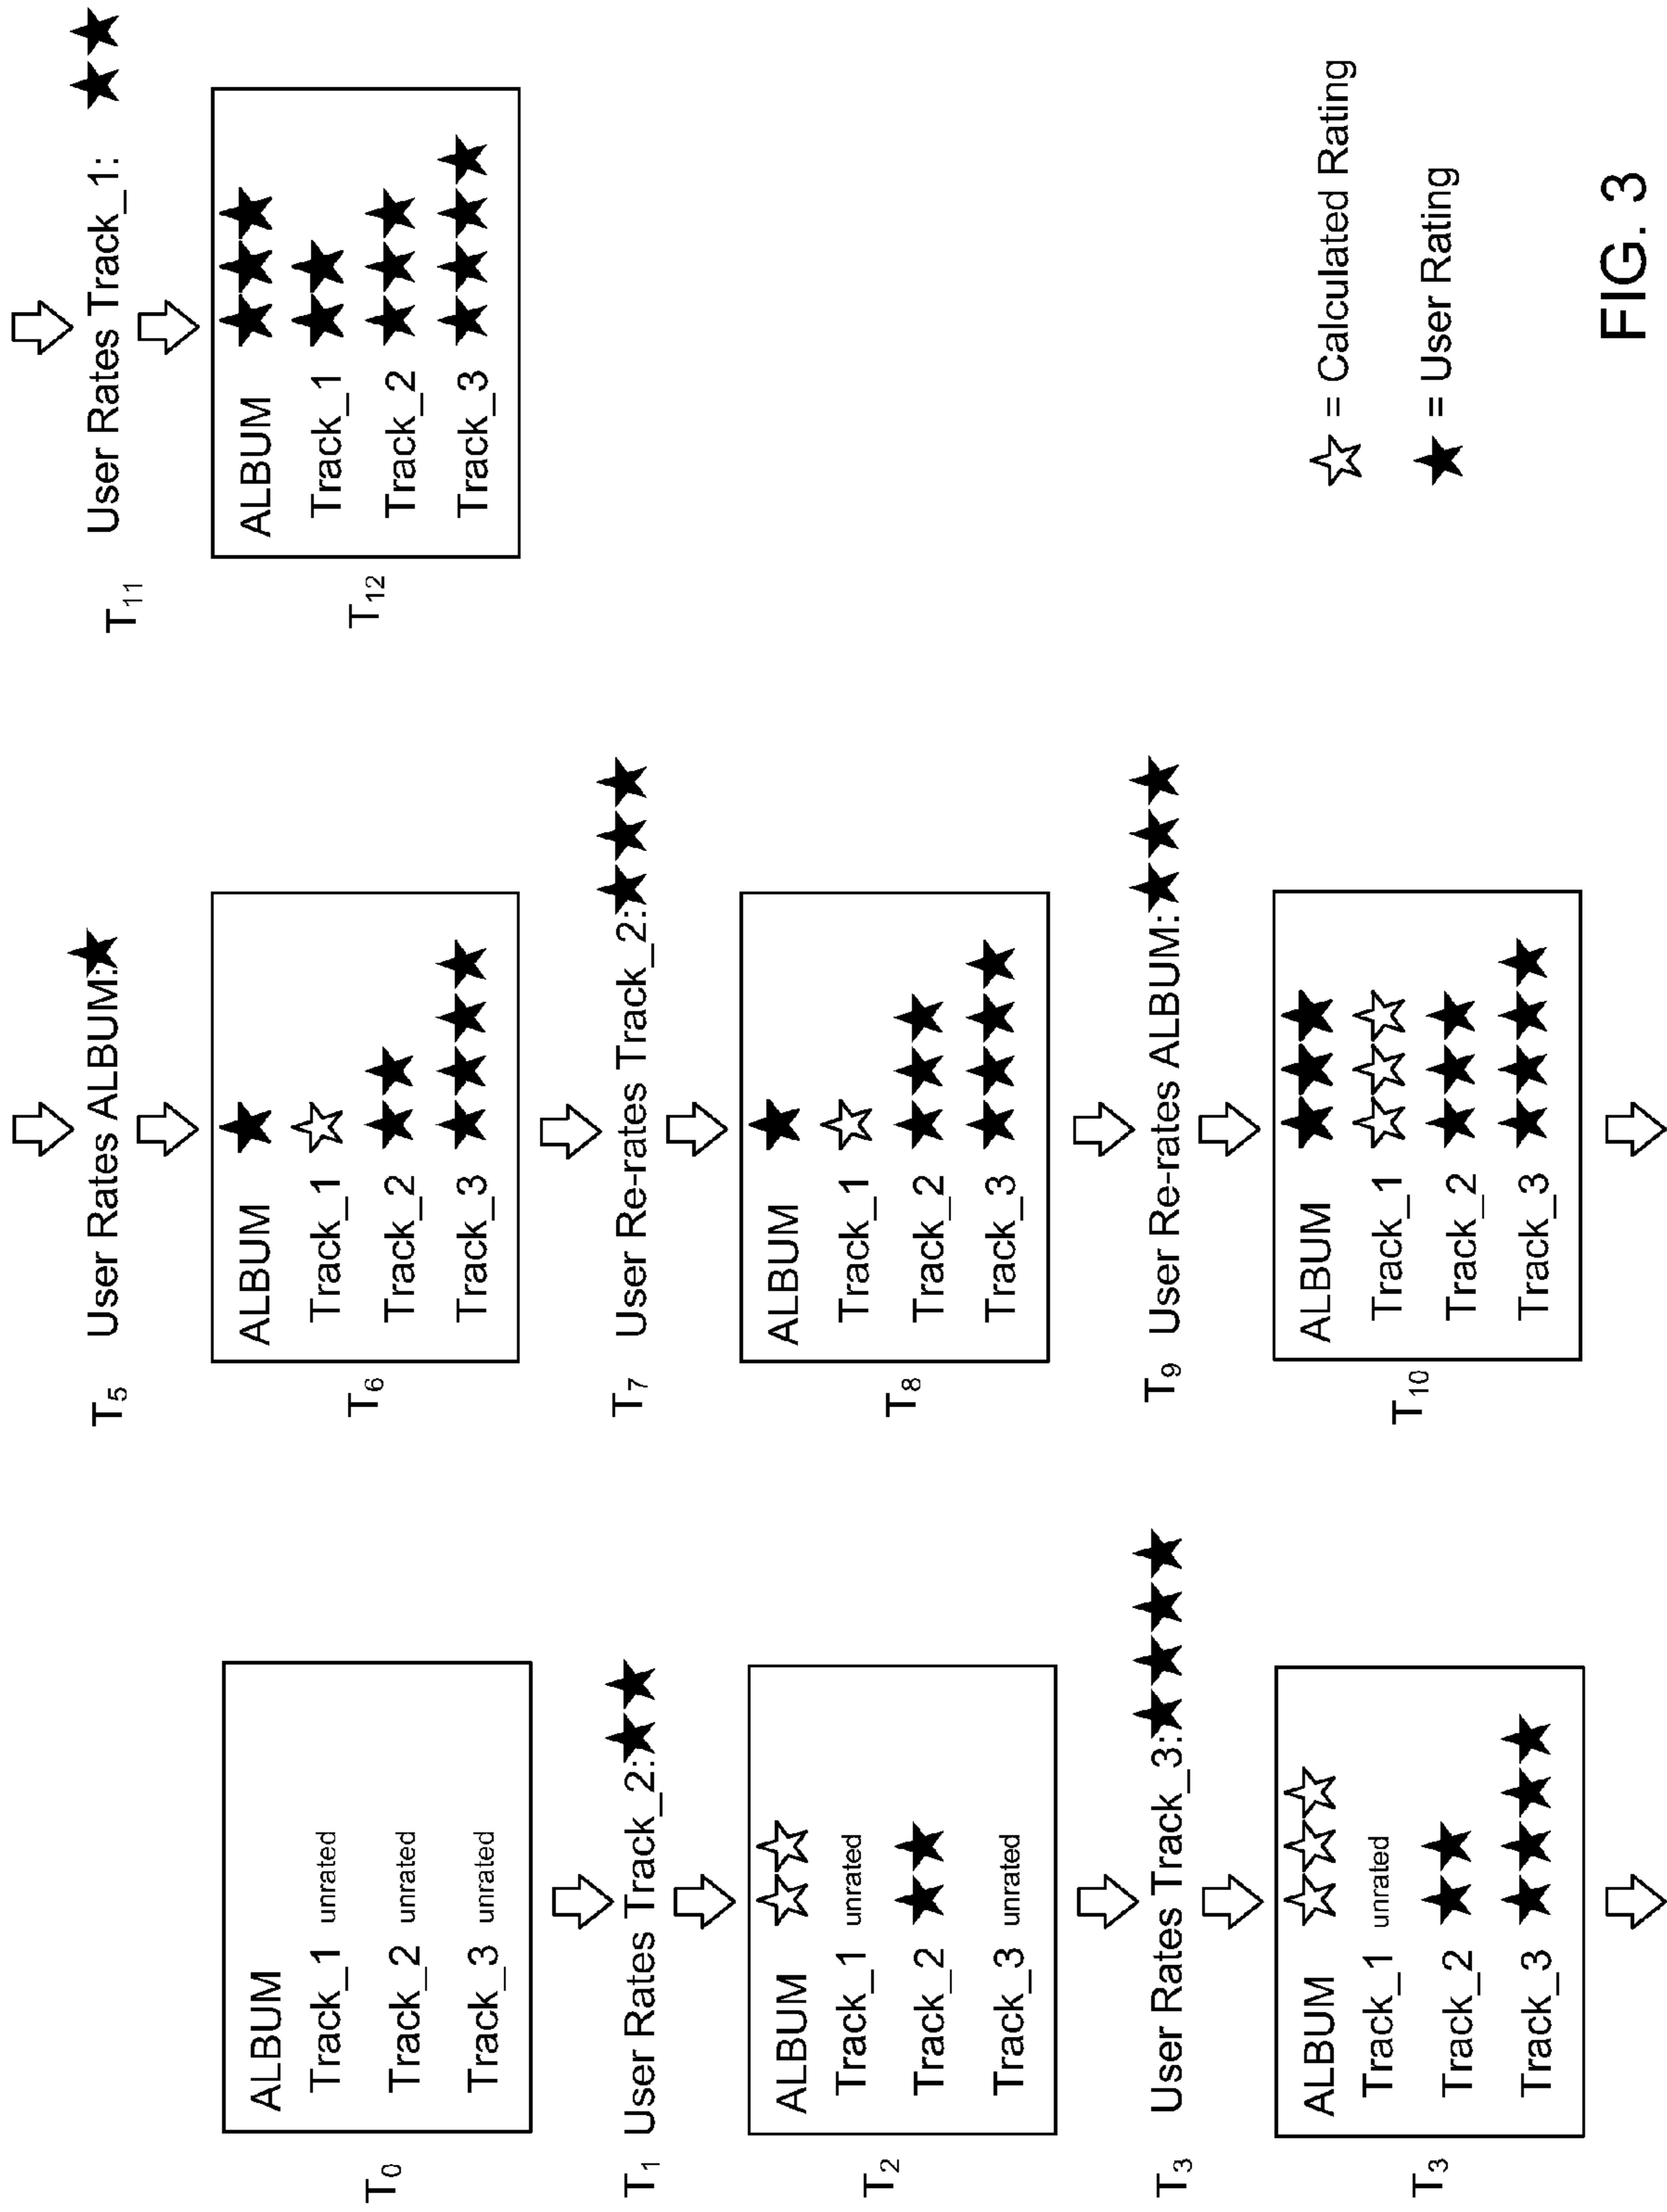 T0
ALBUM
Track_1 unrated
Track_2 unrated
Track_3 unrated
T1 User Rates Track_2:★★
T2
ALBUM ☆☆
Track_1 unrated
Track_2 ★★
Track_3 unrated
T3 User Rates Track_3:★★★★
T3
ALBUM ☆☆☆
Track_1 unrated
Track_2 ★★
Track_3 ★★★★
T5 User Rates ALBUM:★
T6
ALBUM ★
Track_1 ☆
Track_2 ★★
Track_3 ★★★★
T7 User Re-rates Track_2:★★★
T8
ALBUM ★
Track_1 ☆
Track_2 ★★★
Track_3 ★★★★
T9 User Re-rates ALBUM:★★★
T10
ALBUM ★★★
Track_1 ☆☆☆
Track_2 ★★★
Track_3 ★★★★
T11 User Rates Track_1: ★★
T12
ALBUM ★★★
Track_1 ★★
Track_2 ★★★
Track_3 ★★★★
☆ = Calculated Rating
★ = User Rating
FIG. 3